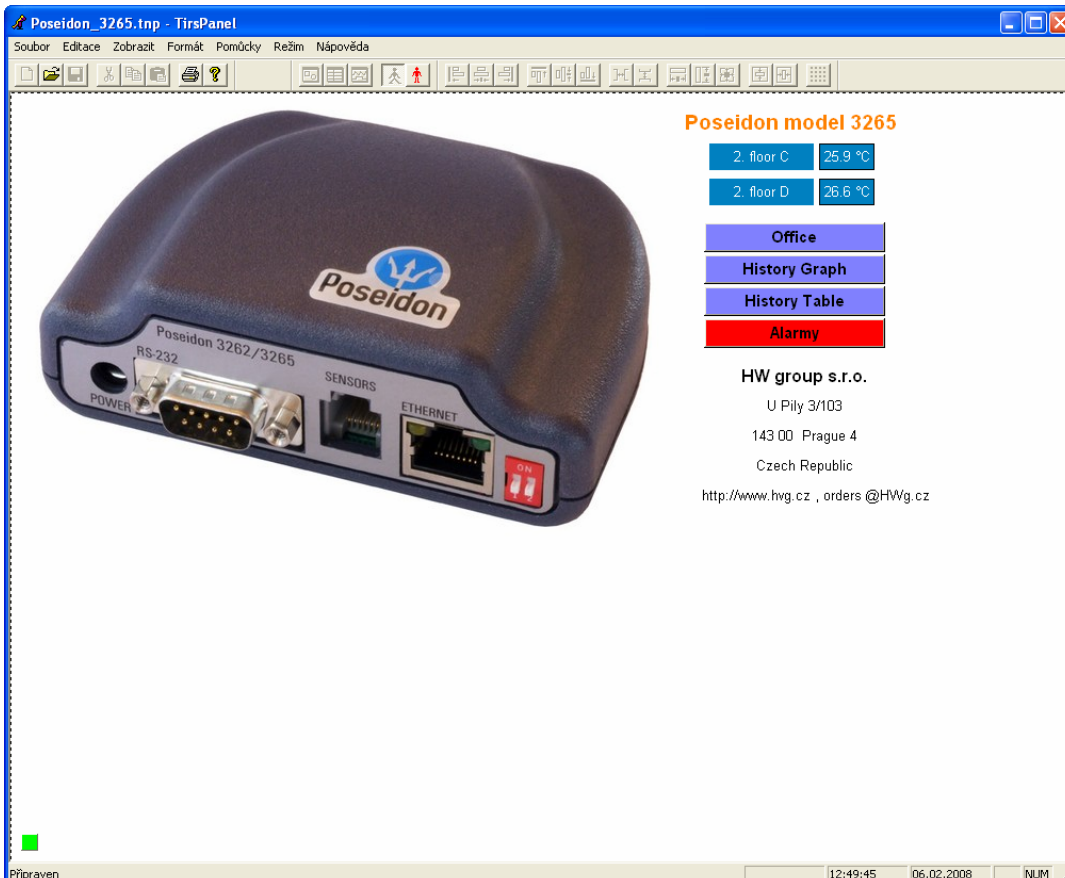 Poseidon_3265.tnp - TirsPanel
Soubor Editace Zobrazit Formát Pomůcky Režim Nápověda
Poseidon model 3265
2. floor C 25.9 °C
2. floor D 26.6 °C
Office
History Graph
History Table
Alarmy
HW group s.r.o.
U Pily 3/103
143 00 Prague 4
Czech Republic
http://www.hvg.cz , orders @HWg.cz
Poseidon
Poseidon 3262/3265
RS-232
POWER
SENSORS
ETHERNET
ON
1 2
Připraven 12:49:45 06.02.2008 NUM